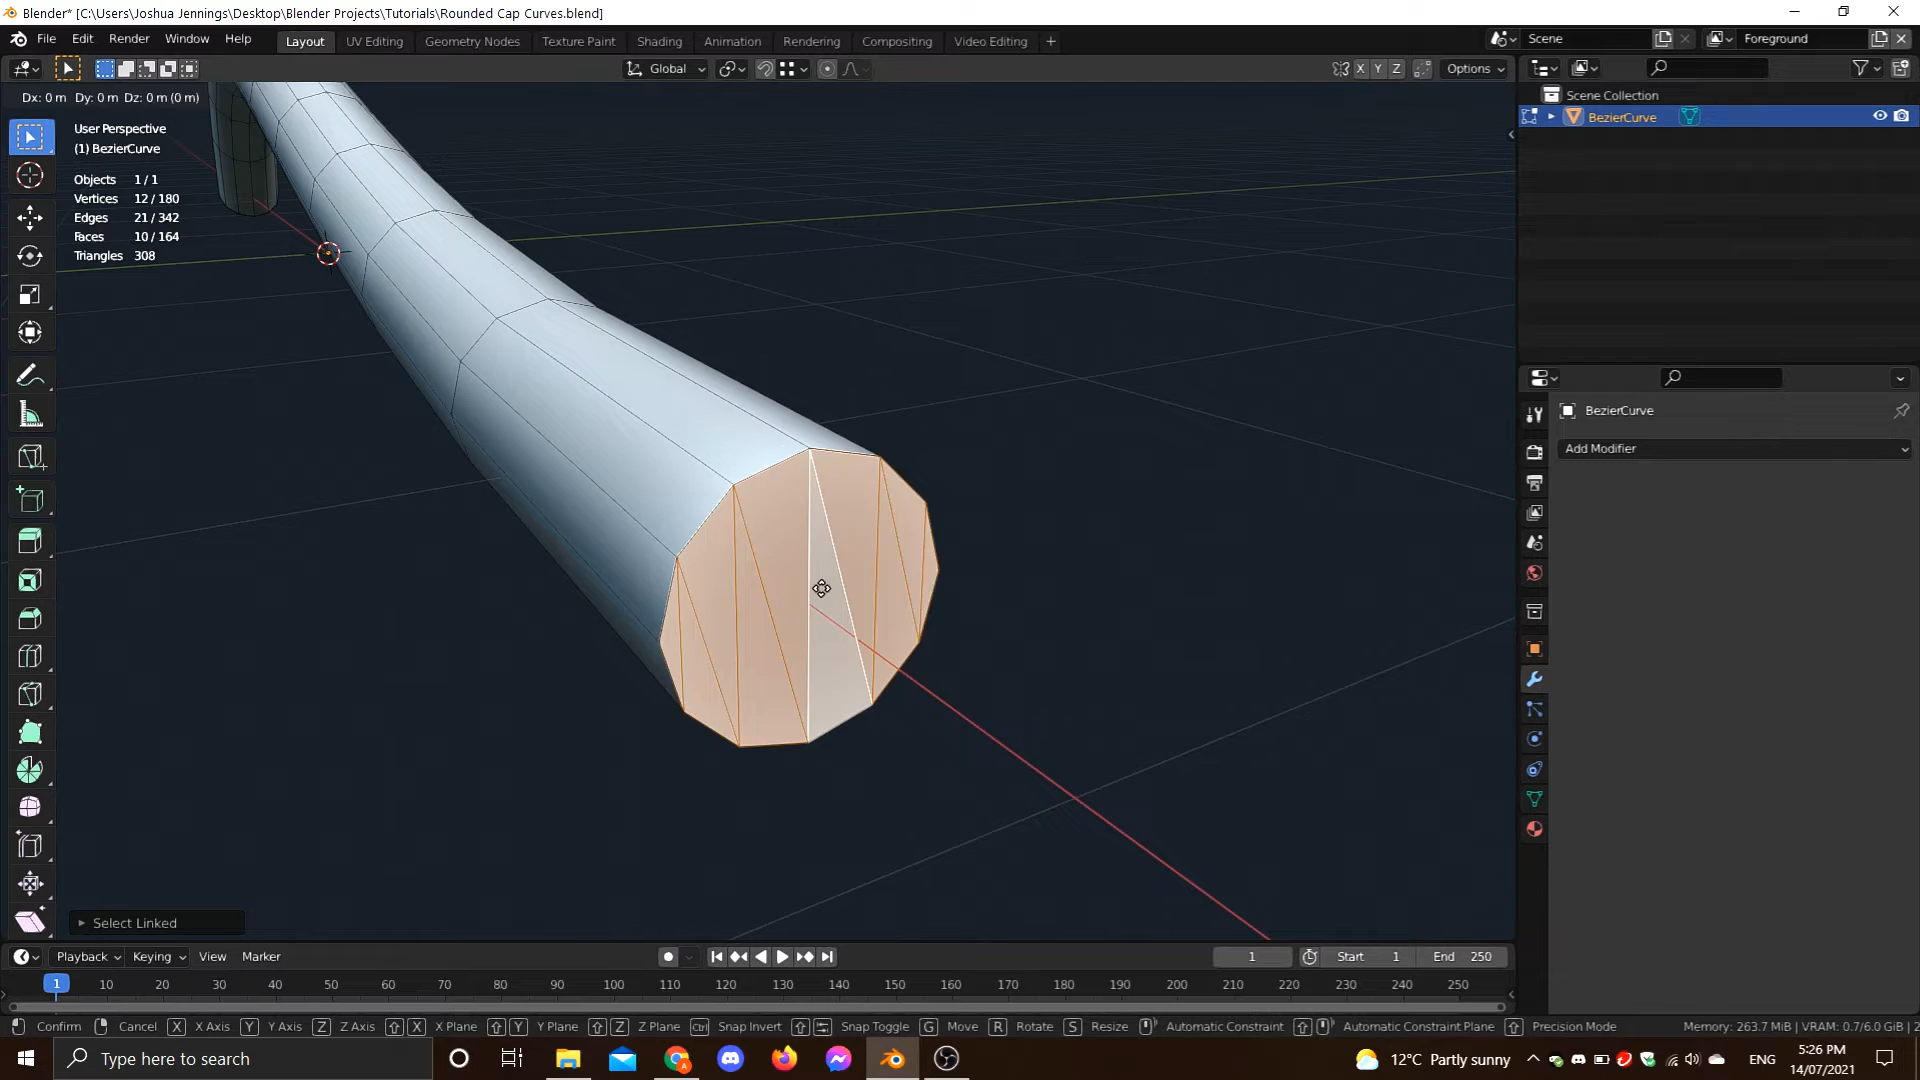 Blender* [C:\Users\Joshua Jennings\Desktop\Blender Projects\Tutorials\Rounded Cap Curves.blend]
File Edit Render Window Help Layout UV Editing Geometry Nodes Texture Paint Shading Animation Rendering Compositing Video Editing + Scene Foreground
Global X Y Z Options
Dx: 0 m Dy: 0 m Dz: 0 m (0 m)
Scene Collection
BezierCurve
User Perspective
(1) BezierCurve
Objects 1 / 1
Vertices 12 / 180
Edges 21 / 342
Faces 10 / 164
Triangles 308
BezierCurve
Add Modifier
Select Linked
Playback Keying View Marker 1 Start 1 End 250
1 10 20 30 40 50 60 70 80 90 100 110 120 130 140 150 160 170 180 190 200 210 220 230 240 250
Confirm Cancel X X Axis Y Y Axis Z Z Axis X X Plane Y Y Plane Z Z Plane Ctrl Snap Invert Snap Toggle G Move R Rotate S Resize Automatic Constraint Automatic Constraint Plane Precision Mode Memory: 263.7 MiB | VRAM: 0.7/6.0 GiB | 2
Type here to search 12°C Partly sunny ENG 5:26 PM
14/07/2021